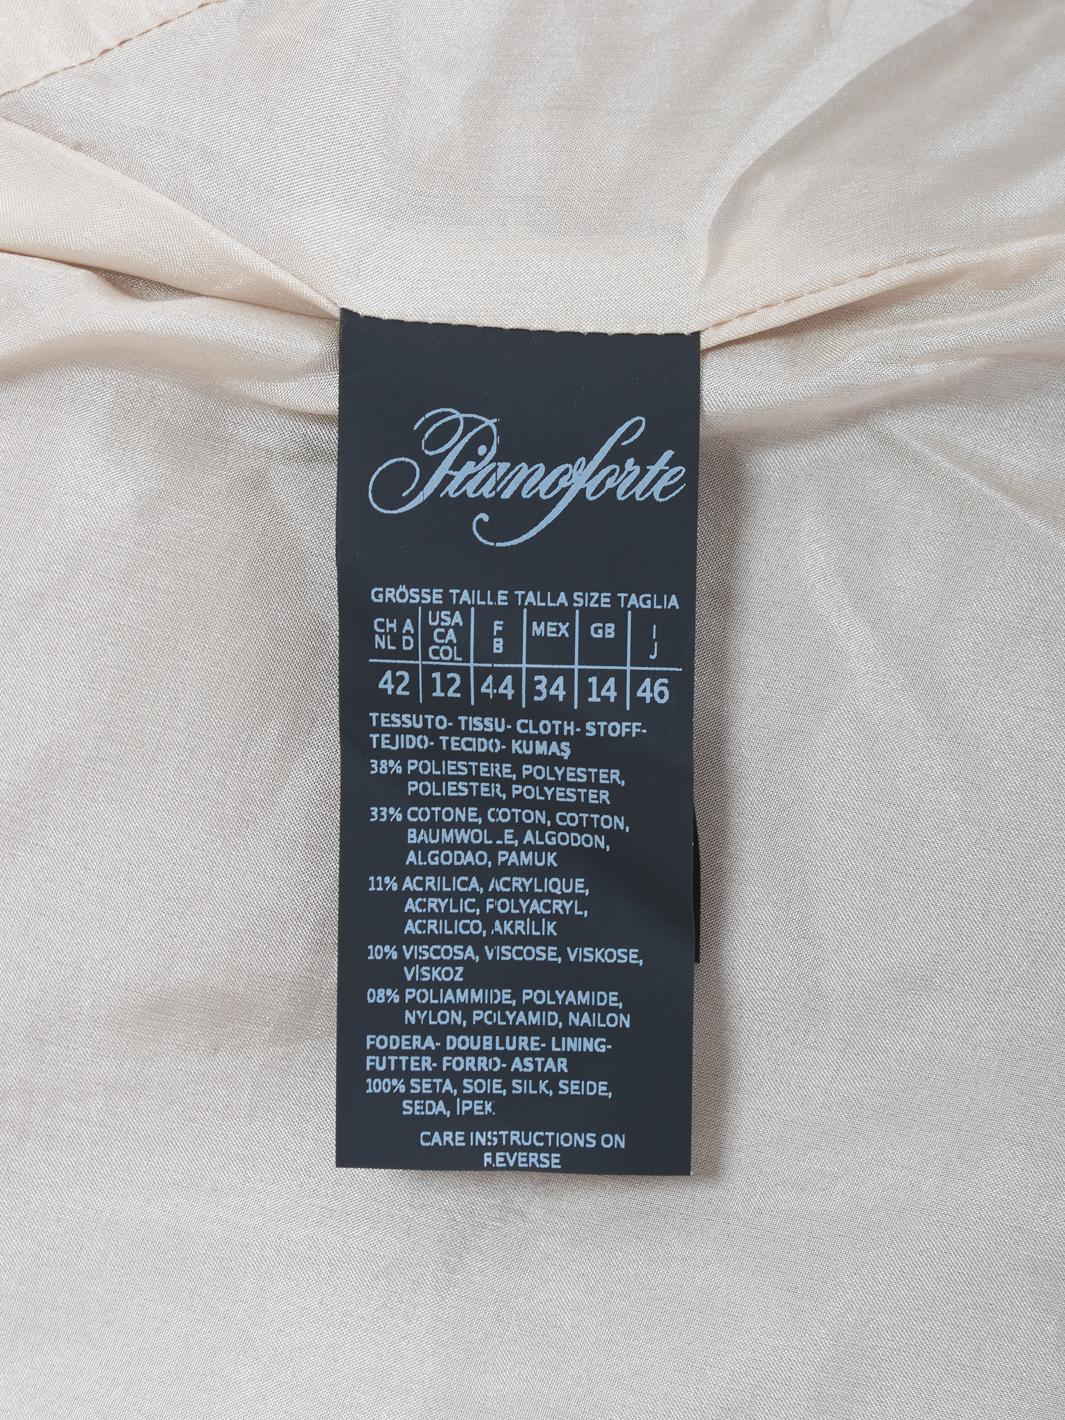 Pianoforte
GRÖSSE TAILLE TALLA SIZE TAGLIA
CH A NL D | USA CA COL | F B | MEX | GB | I J
42 | 12 | 44 | 34 | 14 | 46
TESSUTO- TISSU- CLOTH- STOFF-
TEJIDO- TECIDO- KUMAŞ
38% POLIESTERE, POLYESTER,
POLIESTER, POLYESTER
33% COTONE, COTON, COTTON,
BAUMWOLLE, ALGODON,
ALGODAO, PAMUK
11% ACRILICA, ACRYLIQUE,
ACRYLIC, POLYACRYL,
ACRILICO, AKRİLİK
10% VISCOSA, VISCOSE, VISKOSE,
VİSKOZ
08% POLIAMMIDE, POLYAMIDE,
NYLON, POLYAMID, NAILON
FODERA- DOUBLURE- LINING-
FUTTER- FORRO- ASTAR
100% SETA, SOIE, SILK, SEIDE,
SEDA, İPEK
CARE INSTRUCTIONS ON
REVERSE